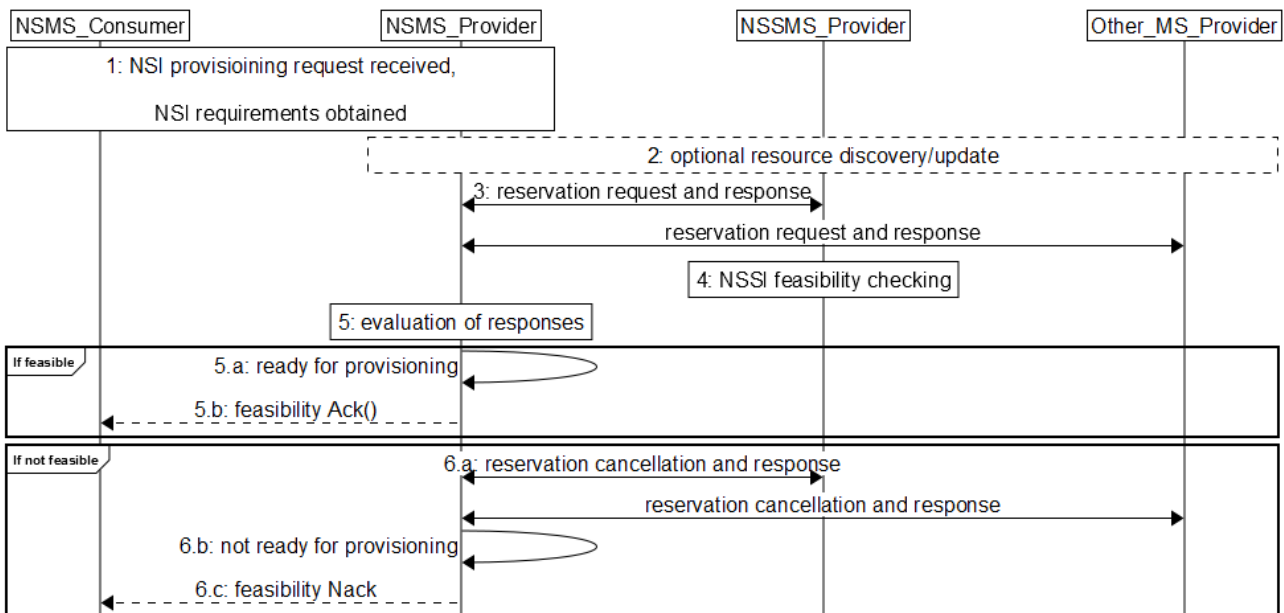 NSMS_Consumer
NSMS_Provider
NSSMS_Provider
Other_MS_Provider
1: NSI provisioining request received,
NSI requirements obtained
2: optional resource discovery/update
3: reservation request and response
reservation request and response
4: NSSI feasibility checking
5: evaluation of responses
If feasible
5.a: ready for provisioning
5.b: feasibility Ack()
If not feasible
6.a: reservation cancellation and response
reservation cancellation and response
6.b: not ready for provisioning
6.c: feasibility Nack